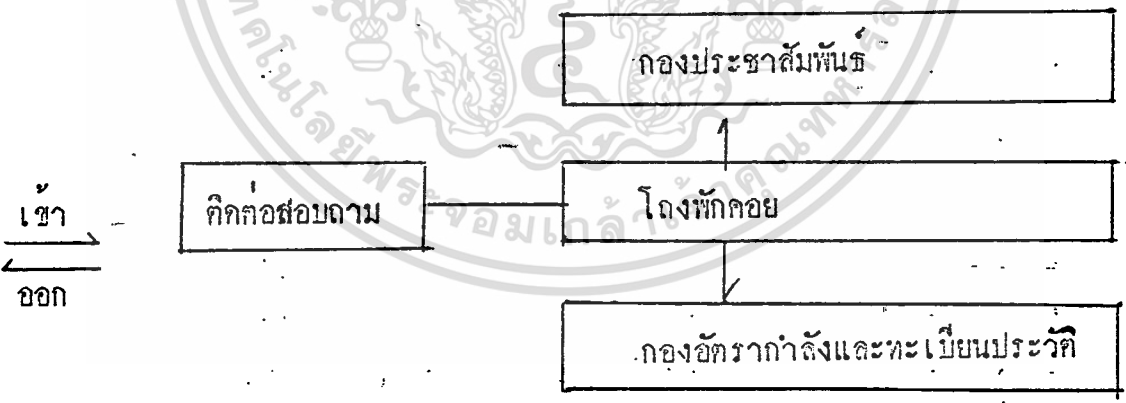 กองประชาสัมพันธ์
เข้า
ติดต่อสอบถาม
โถงพักคอย
ออก
กองอัตรากำลังและทะเบียนประวัติ